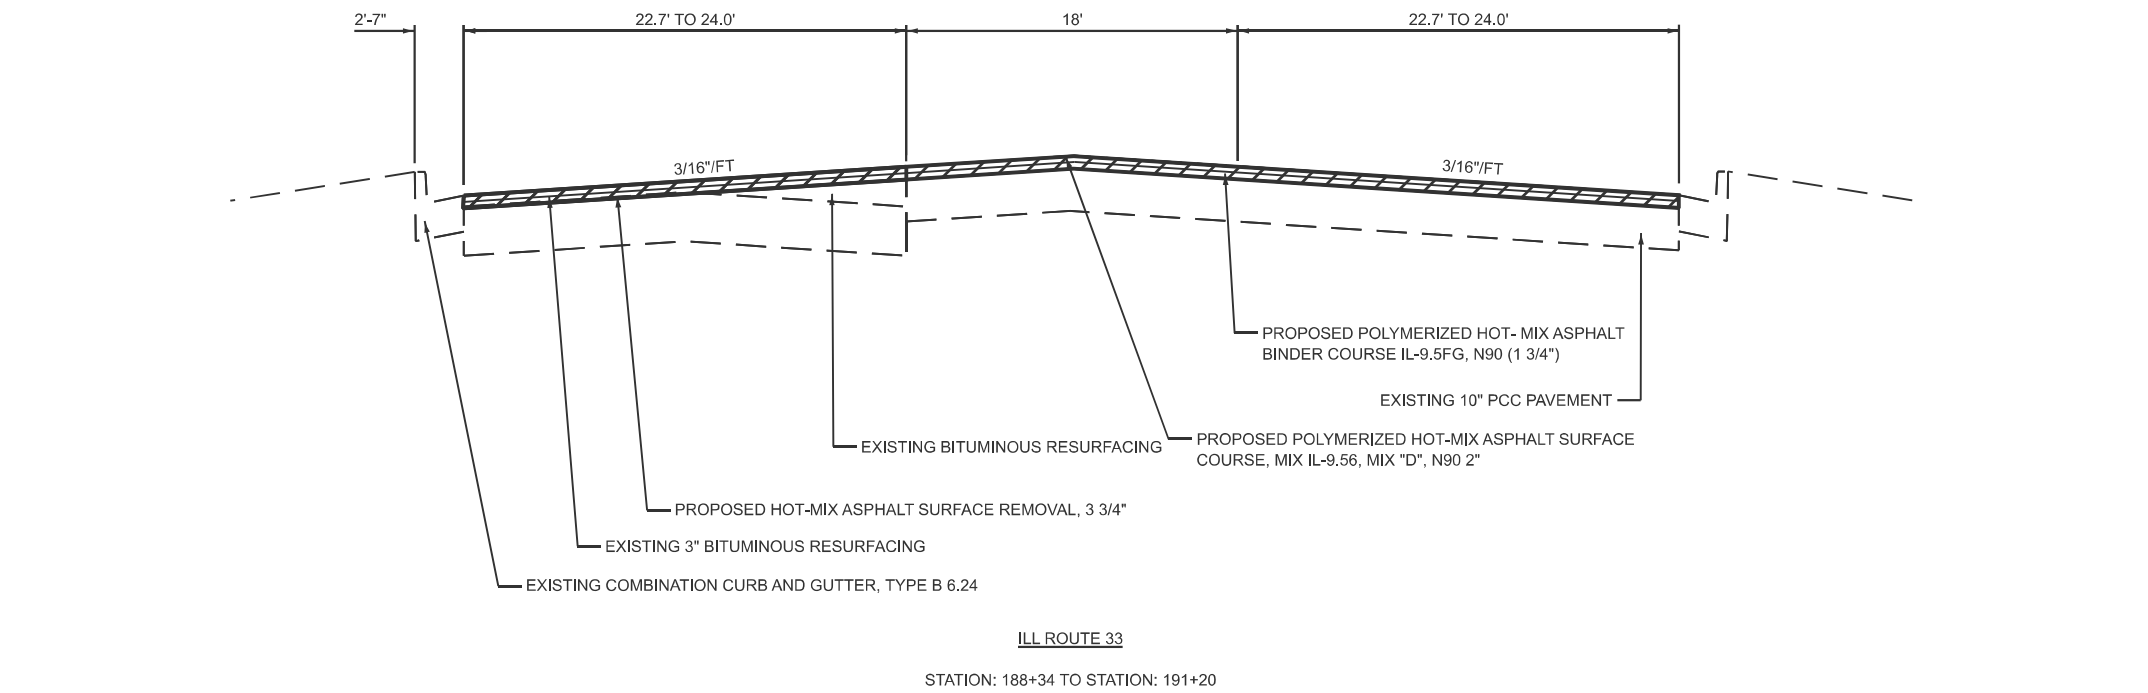 2'-7"
22.7' TO 24.0'
18'
22.7' TO 24.0'
3/16"/FT
3/16"/FT
PROPOSED POLYMERIZED HOT- MIX ASPHALT
BINDER COURSE IL-9.5FG, N90 (1 3/4")
EXISTING 10" PCC PAVEMENT
EXISTING BITUMINOUS RESURFACING
PROPOSED POLYMERIZED HOT-MIX ASPHALT SURFACE
COURSE, MIX IL-9.56, MIX "D", N90 2"
PROPOSED HOT-MIX ASPHALT SURFACE REMOVAL, 3 3/4"
EXISTING 3" BITUMINOUS RESURFACING
EXISTING COMBINATION CURB AND GUTTER, TYPE B 6.24
ILL ROUTE 33
STATION: 188+34 TO STATION: 191+20